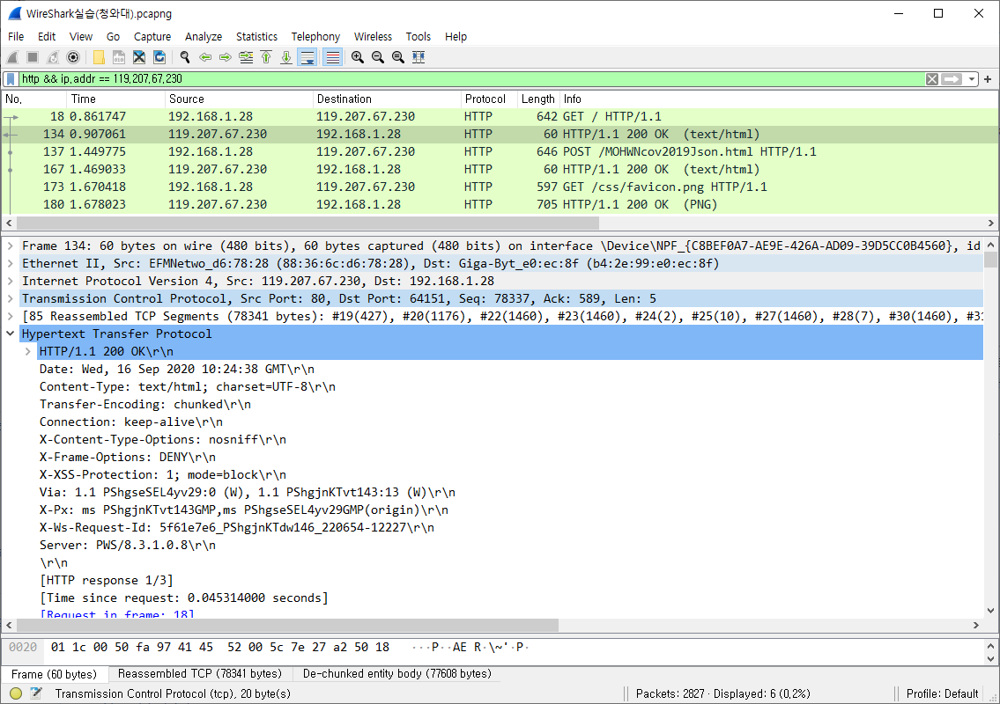 WireShark실습(청와대).pcapng
File Edit View Go Capture Analyze Statistics Telephony Wireless Tools Help
http && ip.addr == 119.207.67.230
No. Time Source Destination Protocol Length Info
18 0.861747 192.168.1.28 119.207.67.230 HTTP 642 GET / HTTP/1.1
134 0.907061 119.207.67.230 192.168.1.28 HTTP 60 HTTP/1.1 200 OK (text/html)
137 1.449775 192.168.1.28 119.207.67.230 HTTP 646 POST /MOHWNcov2019Json.html HTTP/1.1
167 1.469033 119.207.67.230 192.168.1.28 HTTP 60 HTTP/1.1 200 OK (text/html)
173 1.670418 192.168.1.28 119.207.67.230 HTTP 597 GET /css/favicon.png HTTP/1.1
180 1.678023 119.207.67.230 192.168.1.28 HTTP 705 HTTP/1.1 200 OK (PNG)
Frame 134: 60 bytes on wire (480 bits), 60 bytes captured (480 bits) on interface \Device\NPF_{C8BEF0A7-AE9E-426A-AD09-39D5CC0B4560}, id
Ethernet II, Src: EFMNetwo_d6:78:28 (88:36:6c:d6:78:28), Dst: Giga-Byt_e0:ec:8f (b4:2e:99:e0:ec:8f)
Internet Protocol Version 4, Src: 119.207.67.230, Dst: 192.168.1.28
Transmission Control Protocol, Src Port: 80, Dst Port: 64151, Seq: 78337, Ack: 589, Len: 5
[85 Reassembled TCP Segments (78341 bytes): #19(427), #20(1176), #22(1460), #23(1460), #24(2), #25(10), #27(1460), #28(7), #30(1460), #31
Hypertext Transfer Protocol
HTTP/1.1 200 OK\r\n
Date: Wed, 16 Sep 2020 10:24:38 GMT\r\n
Content-Type: text/html; charset=UTF-8\r\n
Transfer-Encoding: chunked\r\n
Connection: keep-alive\r\n
X-Content-Type-Options: nosniff\r\n
X-Frame-Options: DENY\r\n
X-XSS-Protection: 1; mode=block\r\n
Via: 1.1 PShgseSEL4yv29:0 (W), 1.1 PShgjnKTvt143:13 (W)\r\n
X-Px: ms PShgjnKTvt143GMP,ms PShgseSEL4yv29GMP(origin)\r\n
X-Ws-Request-Id: 5f61e7e6_PShgjnKTdw146_220654-12227\r\n
Server: PWS/8.3.1.0.8\r\n
\r\n
[HTTP response 1/3]
[Time since request: 0.045314000 seconds]
[Request in frame: 18]
0020 01 1c 00 50 fa 97 41 45 52 00 5c 7e 27 a2 50 18 ···P··AE R·\~'·P·
Frame (60 bytes) Reassembled TCP (78341 bytes) De-chunked entity body (77608 bytes)
Transmission Control Protocol (tcp), 20 byte(s) Packets: 2827 · Displayed: 6 (0.2%) Profile: Default